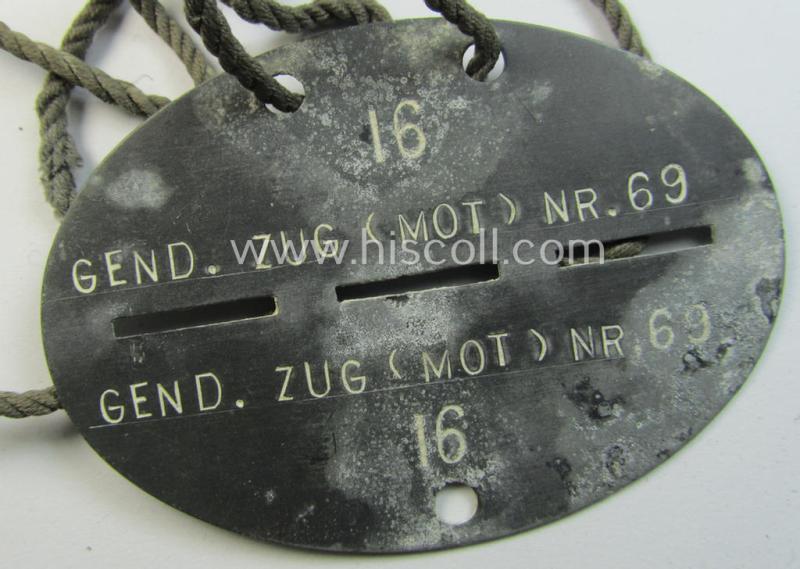 16
GEND. ZUG (MOT) NR. 69
www.hiscoll.com
GEND. ZUG (MOT) NR. 69
16